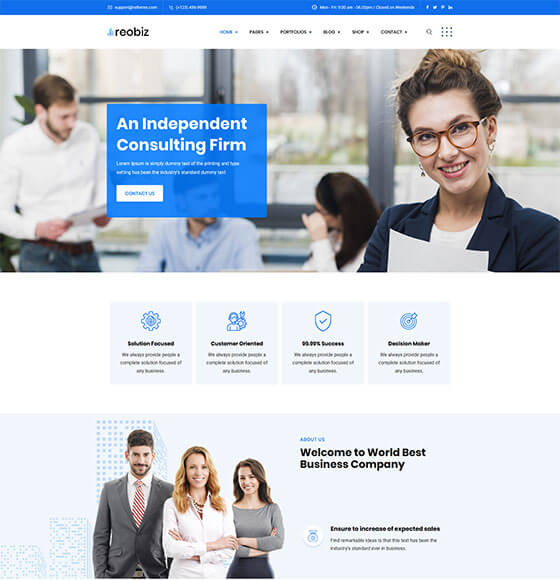 support@rstheme.com (+123) 456-9989 Mon - Fri: 9:00 am - 06.00pm / Closed on Weekends
reobiz HOME PAGES PORTFOLIOS BLOG SHOP CONTACT
An Independent
Consulting Firm
Lorem Ipsum is simply dummy text of the printing and type
setting has been the industry's standard dummy text
CONTACT US
Solution Focused
We always provide people a
complete solution focused of
any business.
Customer Oriented
We always provide people a
complete solution focused of
any business.
99.99% Success
We always provide people a
complete solution focused of
any business.
Decision Maker
We always provide people a
complete solution focused of
any business.
ABOUT US
Welcome to World Best
Business Company
Ensure to increase of expected sales
Find remarkable ideas is that this text has been the
industry's standard ever in business.